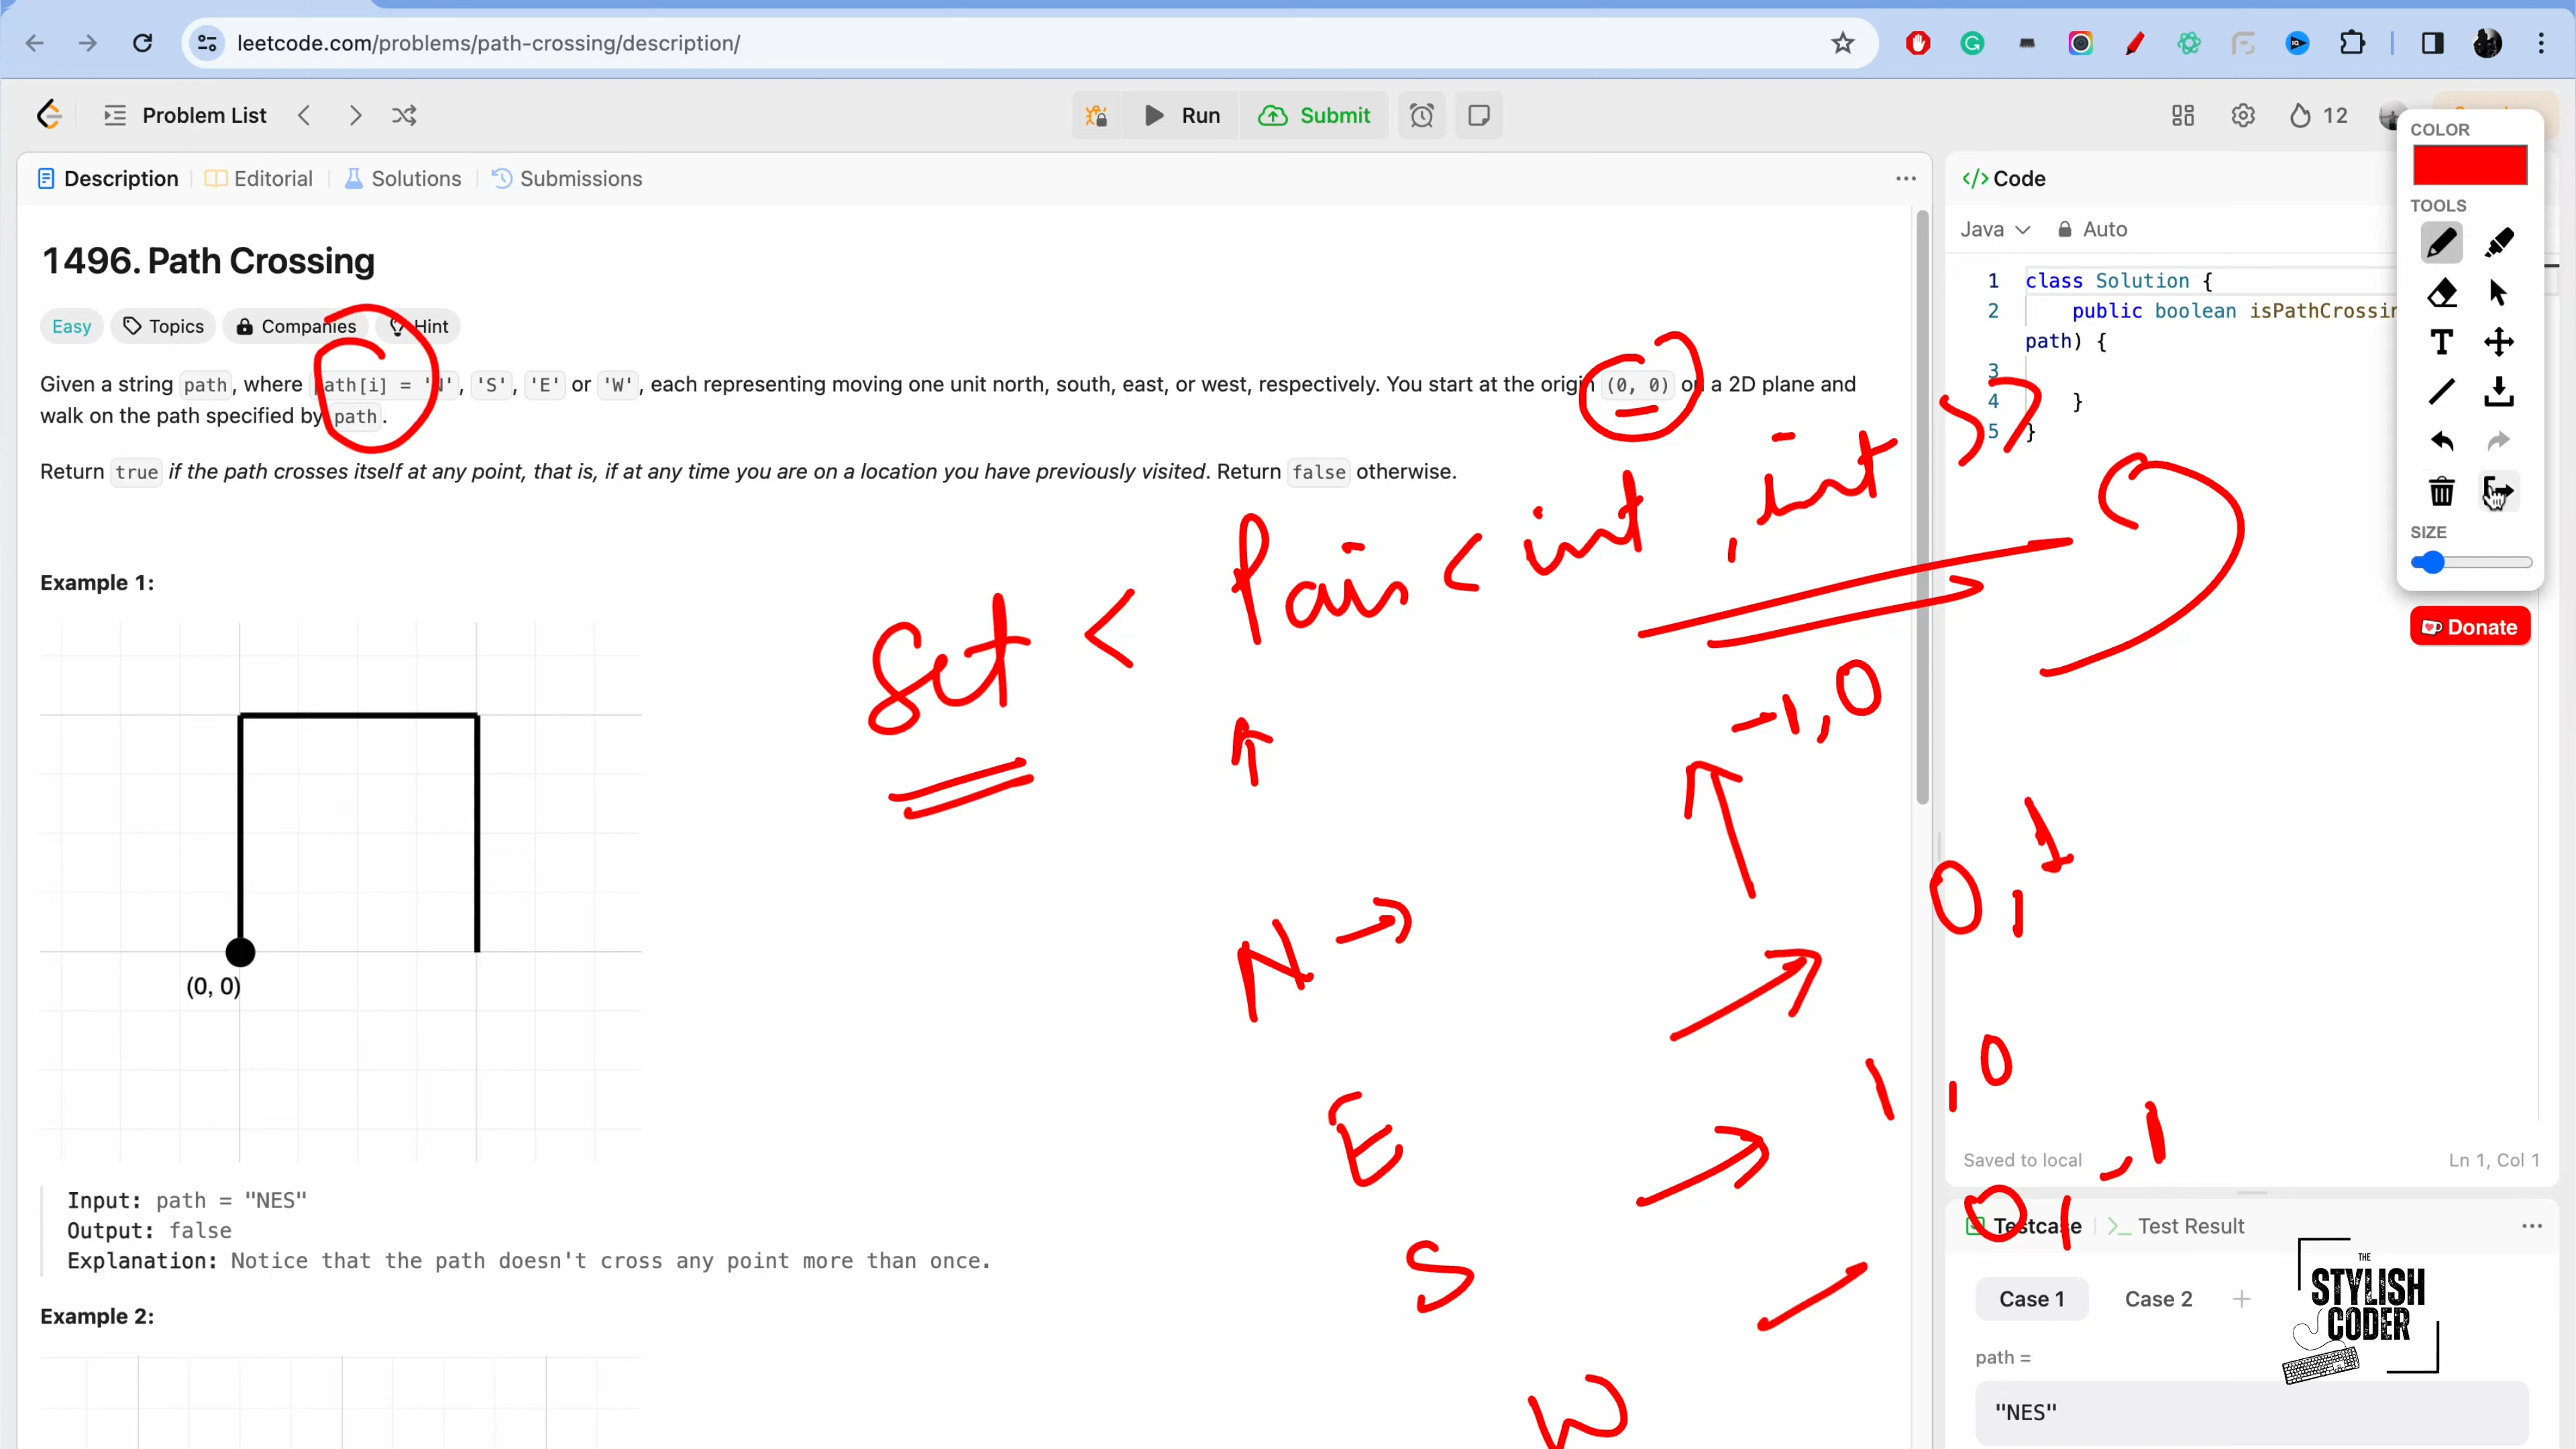 leetcode.com/problems/path-crossing/description/
Problem List
Run
Submit
12
Description
Editorial
Solutions
Submissions
1496. Path Crossing
Easy
Topics
Companies
Hint
Given a string path, where path[i] = 'N', 'S', 'E' or 'W', each representing moving one unit north, south, east, or west, respectively. You start at the origin (0, 0) on a 2D plane and
walk on the path specified by path.
Return true if the path crosses itself at any point, that is, if at any time you are on a location you have previously visited. Return false otherwise.
Example 1:
(0, 0)
Input: path = "NES"
Output: false
Explanation: Notice that the path doesn't cross any point more than once.
Example 2:
Set < Pair < int , int >>
-1,0
N →
0,1
E
1,0
S
0,-1
W
</> Code
Java
Auto
1 class Solution {
2 public boolean isPathCrossin
path) {
3
4 }
5 }
Saved to local
Ln 1, Col 1
Testcase
Test Result
Case 1
Case 2
path =
"NES"
COLOR
TOOLS
T
SIZE
Donate
THE
STYLISH
CODER